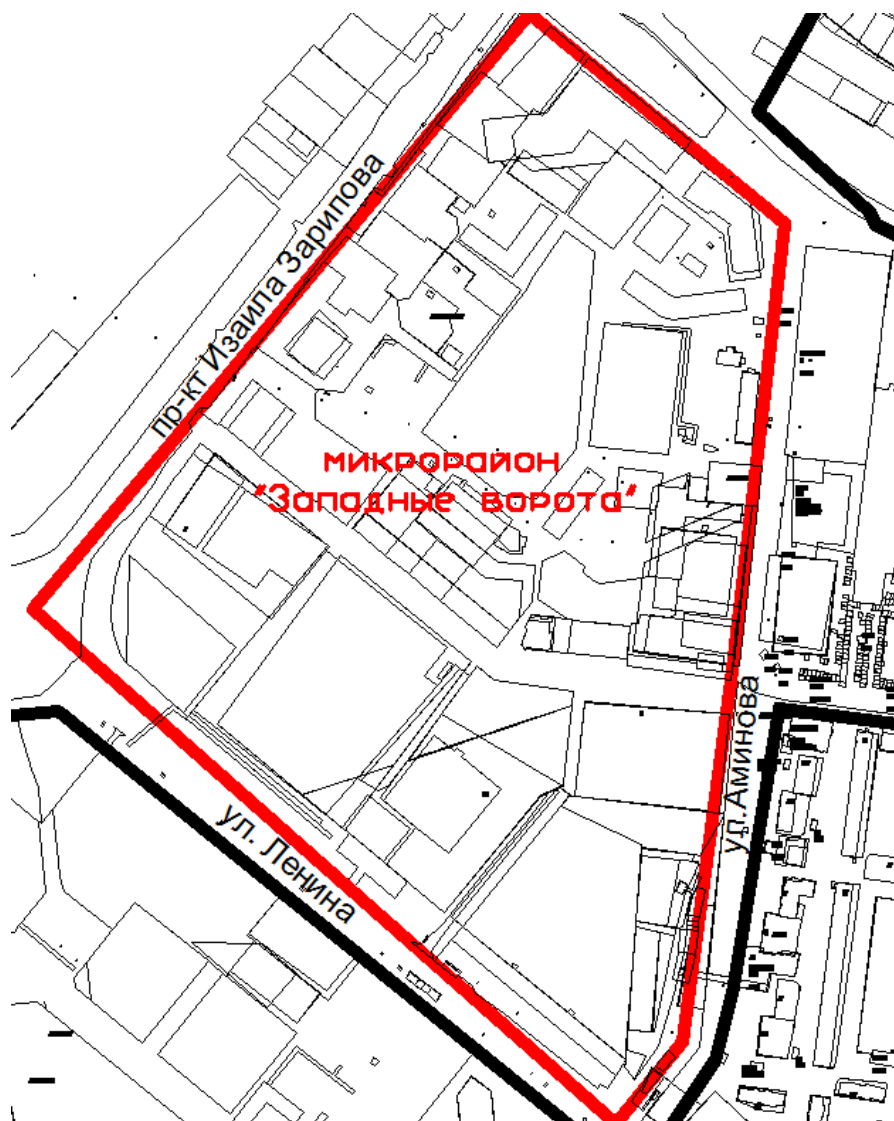 пр-кт Изаила Зарипова
микрорайон
"Западные ворота"
ул.Аминова
ул. Ленина